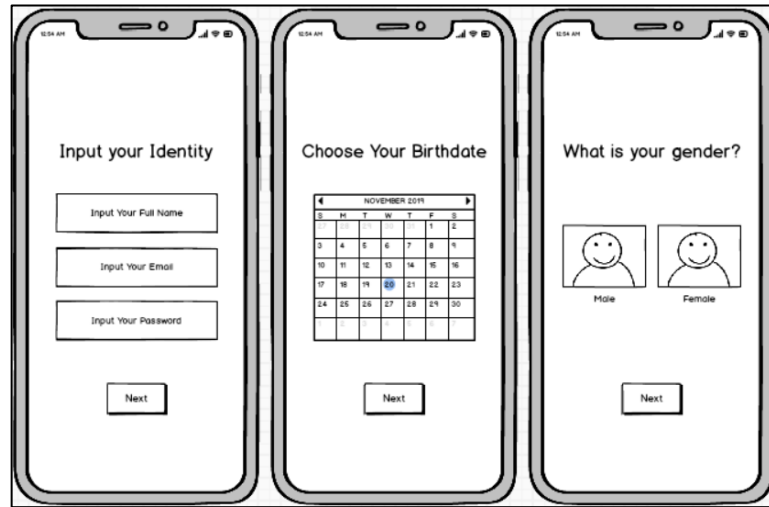 12:54 AM
Input your Identity
Input Your Full Name
Input Your Email
Input Your Password
Next
12:54 AM
Choose Your Birthdate
NOVEMBER 2019
S M T W T F S
27 28 29 30 31 1 2
3 4 5 6 7 8 9
10 11 12 13 14 15 16
17 18 19 20 21 22 23
24 25 26 27 28 29 30
1 2 3 4 5 6 7
Next
12:54 AM
What is your gender?
Male Female
Next